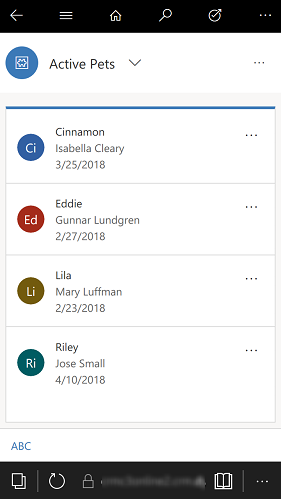 Active Pets
Ci
Cinnamon
Isabella Cleary
3/25/2018
Ed
Eddie
Gunnar Lundgren
2/27/2018
Li
Lila
Mary Luffman
2/23/2018
Ri
Riley
Jose Small
4/10/2018
ABC